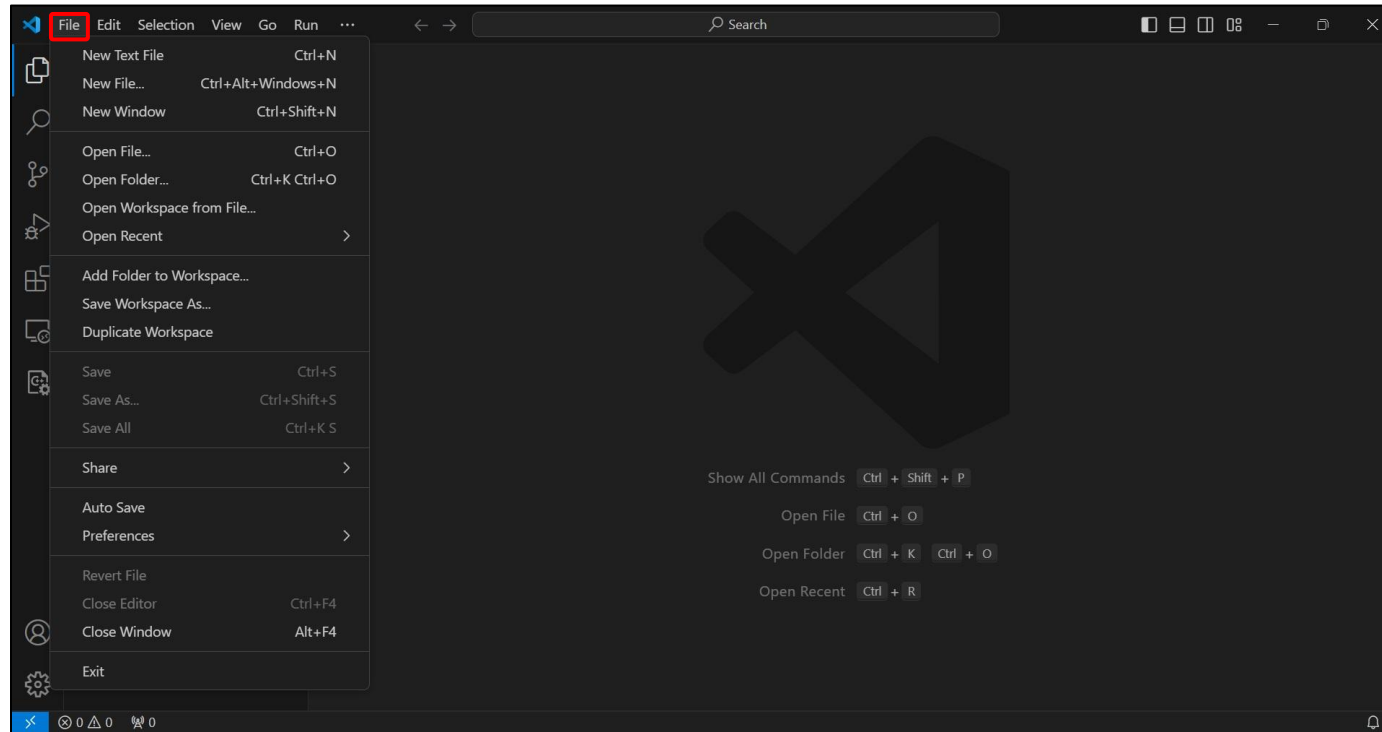 File Edit Selection View Go Run ··· Search
New Text File Ctrl+N
New File... Ctrl+Alt+Windows+N
New Window Ctrl+Shift+N
Open File... Ctrl+O
Open Folder... Ctrl+K Ctrl+O
Open Workspace from File...
Open Recent
Add Folder to Workspace...
Save Workspace As...
Duplicate Workspace
Save Ctrl+S
Save As... Ctrl+Shift+S
Save All Ctrl+K S
Share
Auto Save
Preferences
Revert File
Close Editor Ctrl+F4
Close Window Alt+F4
Exit
Show All Commands Ctrl + Shift + P
Open File Ctrl + O
Open Folder Ctrl + K Ctrl + O
Open Recent Ctrl + R
0 0 0